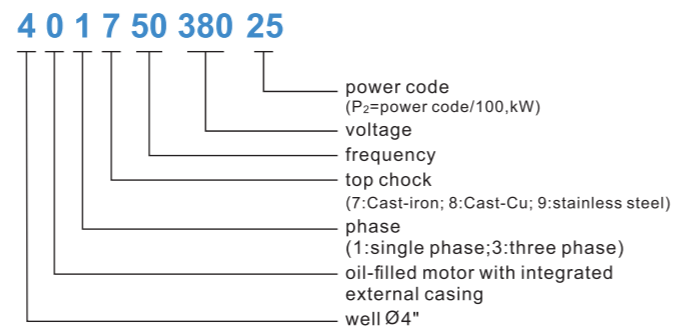 4 0 1 7 50 380 25
power code
(P₂=power code/100,kW)
voltage
frequency
top chock
(7:Cast-iron; 8:Cast-Cu; 9:stainless steel)
phase
(1:single phase;3:three phase)
oil-filled motor with integrated
external casing
well Ø4"